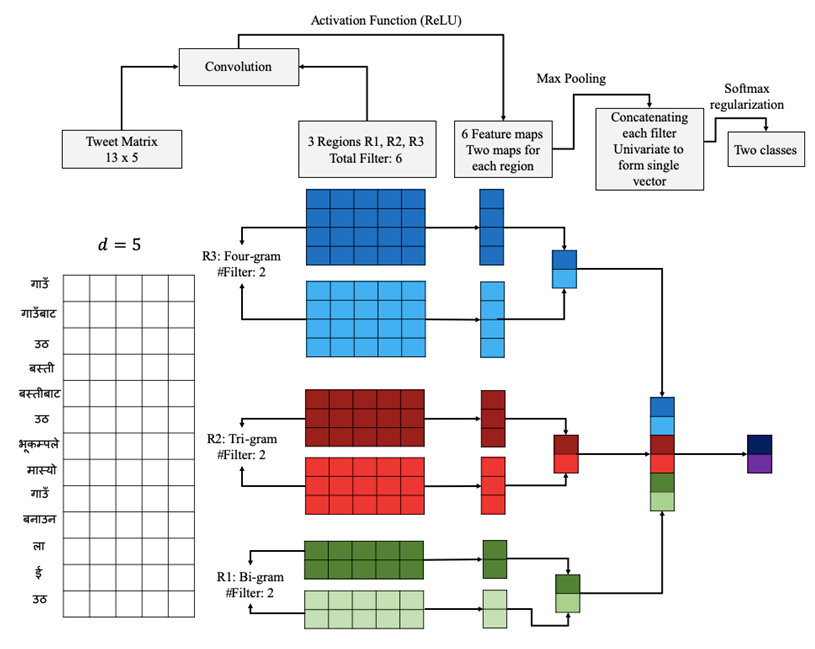 Activation Function (ReLU)
Convolution
Max Pooling
Softmax
regularization
Tweet Matrix
13 x 5
3 Regions R1, R2, R3
Total Filter: 6
6 Feature maps
Two maps for
each region
Concatenating
each filter
Univariate to
form single
vector
Two classes
d = 5
R3: Four-gram
#Filter: 2
R2: Tri-gram
#Filter: 2
R1: Bi-gram
#Filter: 2
गाउँ
गाउँबाट
उठ
बस्ती
बस्तीबाट
उठ
भूकम्पले
मास्यो
गाउँ
बनाउन
ला
ई
उठ